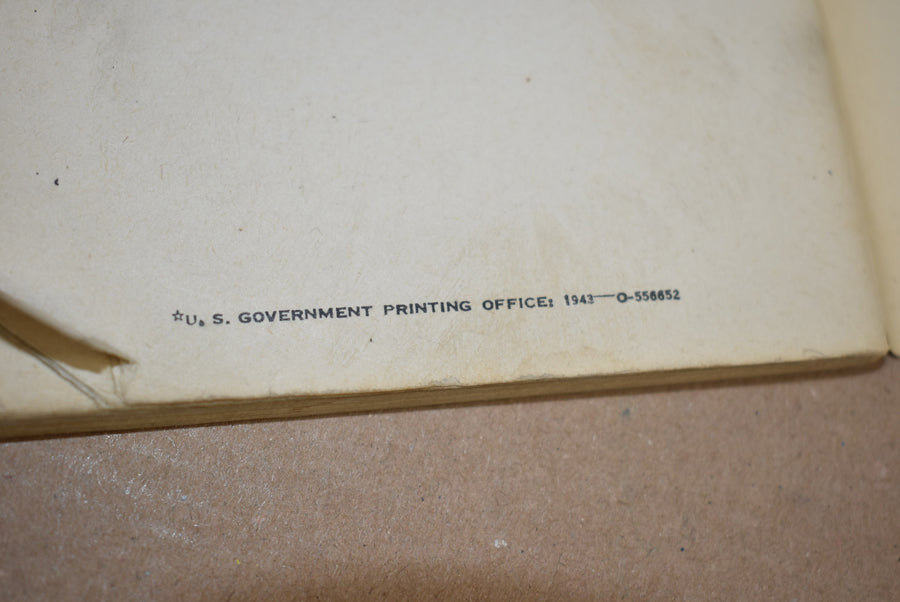 ☆U. S. GOVERNMENT PRINTING OFFICE: 1943—O-556652